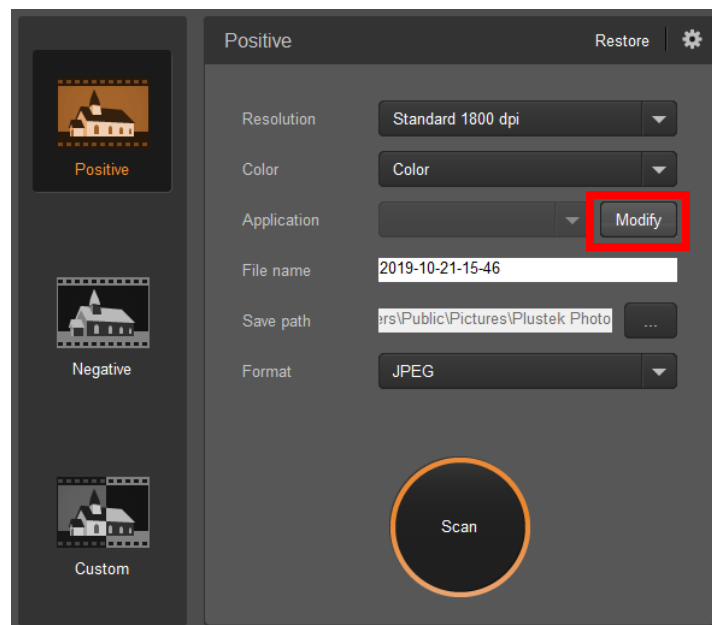 Positive
Negative
Custom
Positive Restore
Resolution Standard 1800 dpi
Color Color
Application Modify
File name 2019-10-21-15-46
Save path ers\Public\Pictures\Plustek Photo ...
Format JPEG
Scan